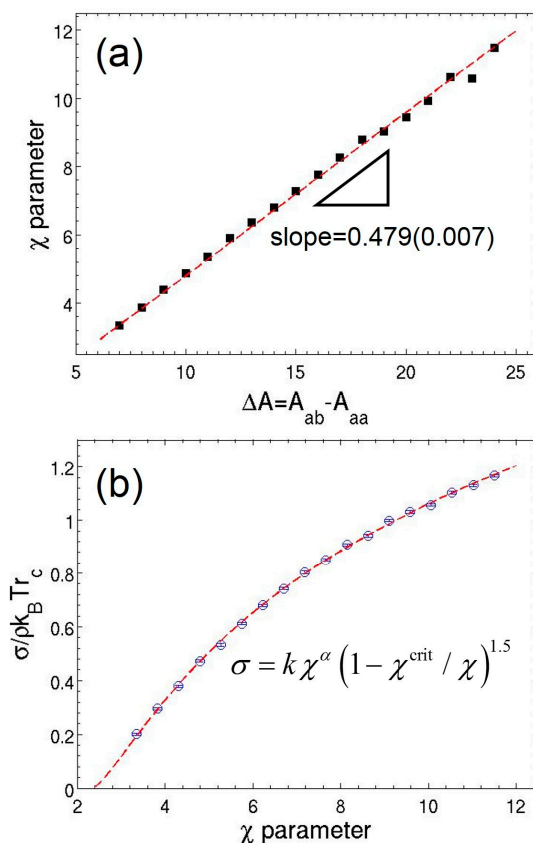 (a)
χ parameter
12
10
8
6
4
slope=0.479(0.007)
5 10 15 20 25
ΔA=A_ab-A_aa
(b)
σ/ρk_BTr_c
1.2
1
0.8
0.6
0.4
0.2
0
σ = kχ^α (1 − χ^crit / χ)^1.5
2 4 6 8 10 12
χ parameter